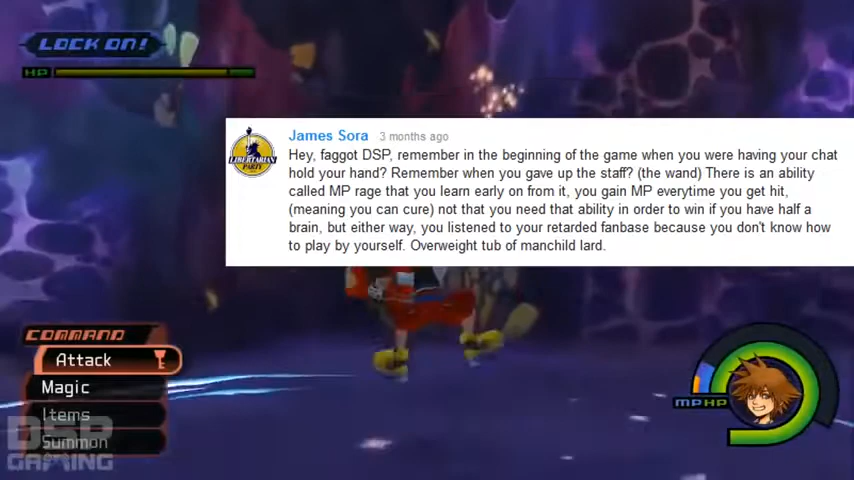 LOCK ON!
HP
James Sora 3 months ago
LIBERTARIAN
PARTY
Hey, faggot DSP, remember in the beginning of the game when you were having your chat
hold your hand? Remember when you gave up the staff? (the wand) There is an ability
called MP rage that you learn early on from it, you gain MP everytime you get hit,
(meaning you can cure) not that you need that ability in order to win if you have half a
brain, but either way, you listened to your retarded fanbase because you don't know how
to play by yourself. Overweight tub of manchild lard.
COMMAND
Attack
Magic
Items
Summon
MP HP
DSP
GAMING